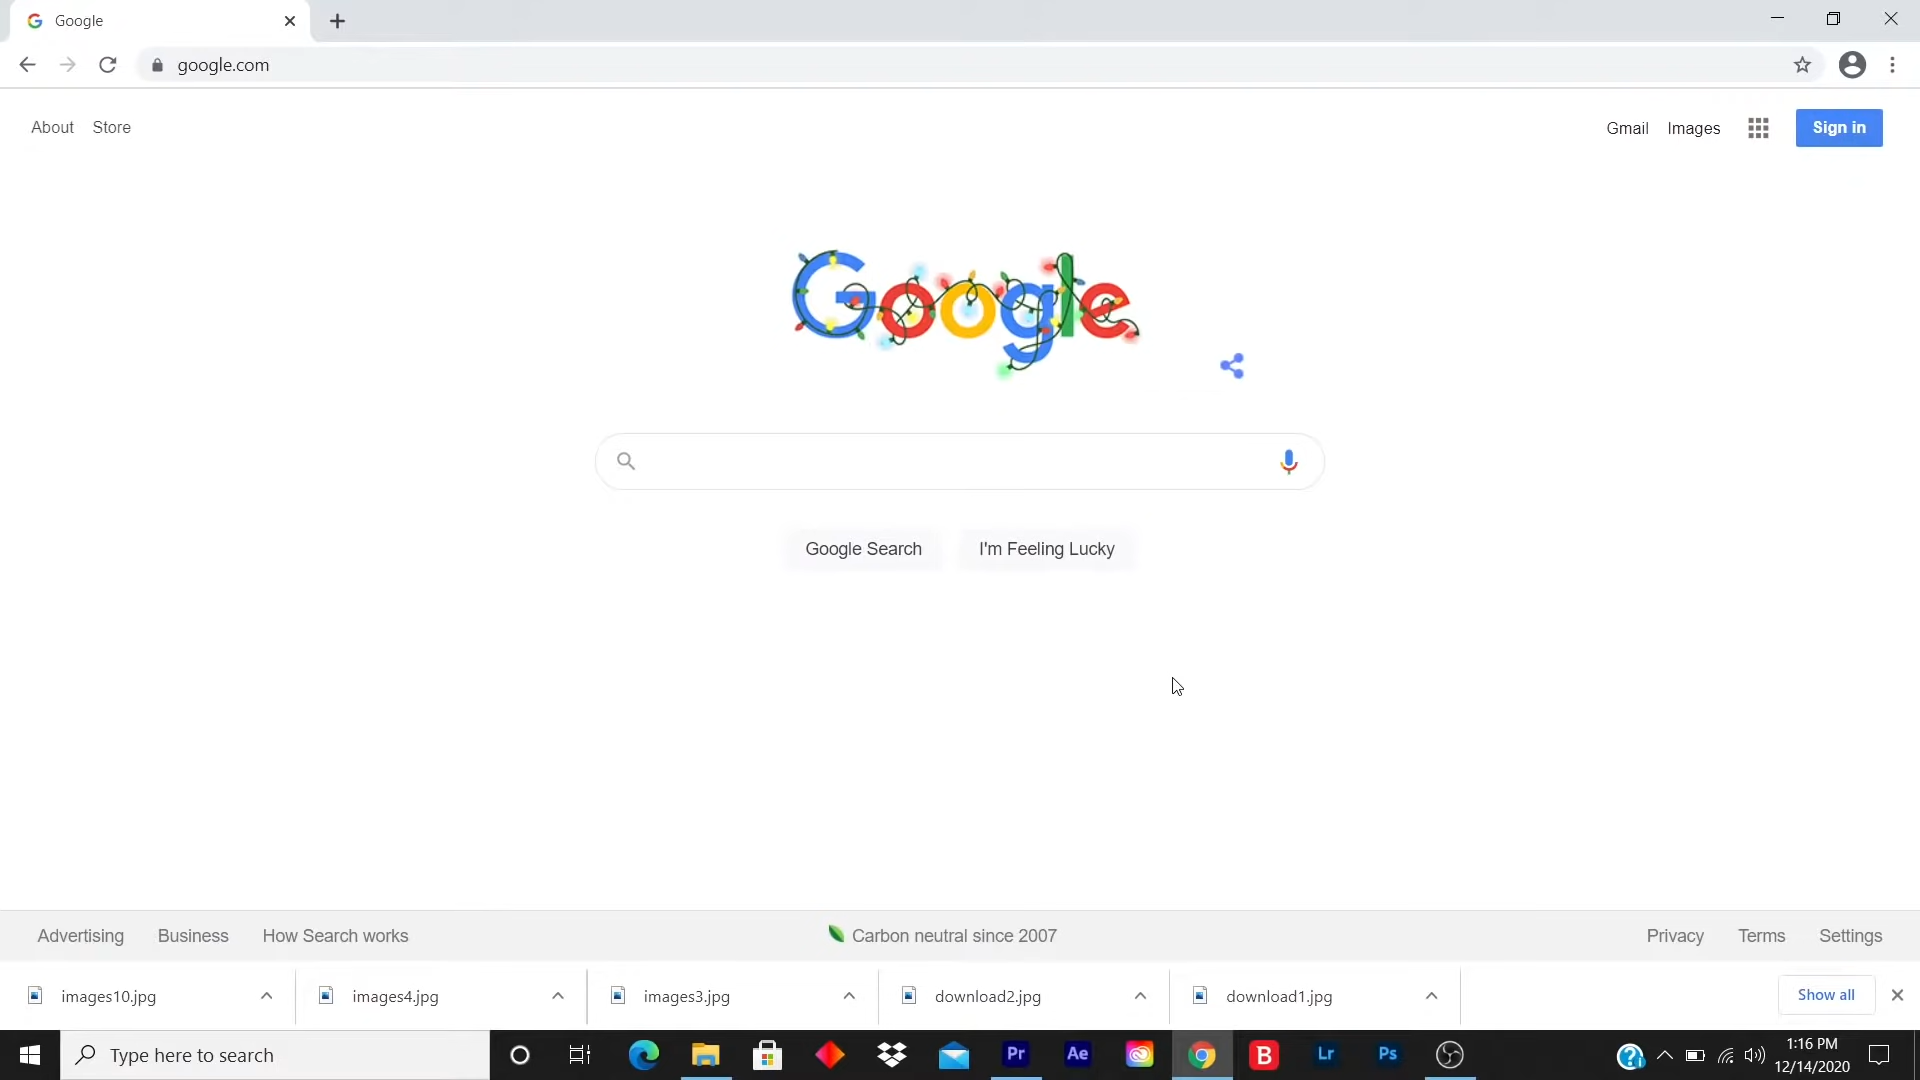 Google
google.com
About Store
Gmail Images Sign in
Google
Google Search I'm Feeling Lucky
Advertising Business How Search works
Carbon neutral since 2007
Privacy Terms Settings
images10.jpg images4.jpg images3.jpg download2.jpg download1.jpg Show all
Type here to search
Pr Ae B Lr Ps
1:16 PM
12/14/2020